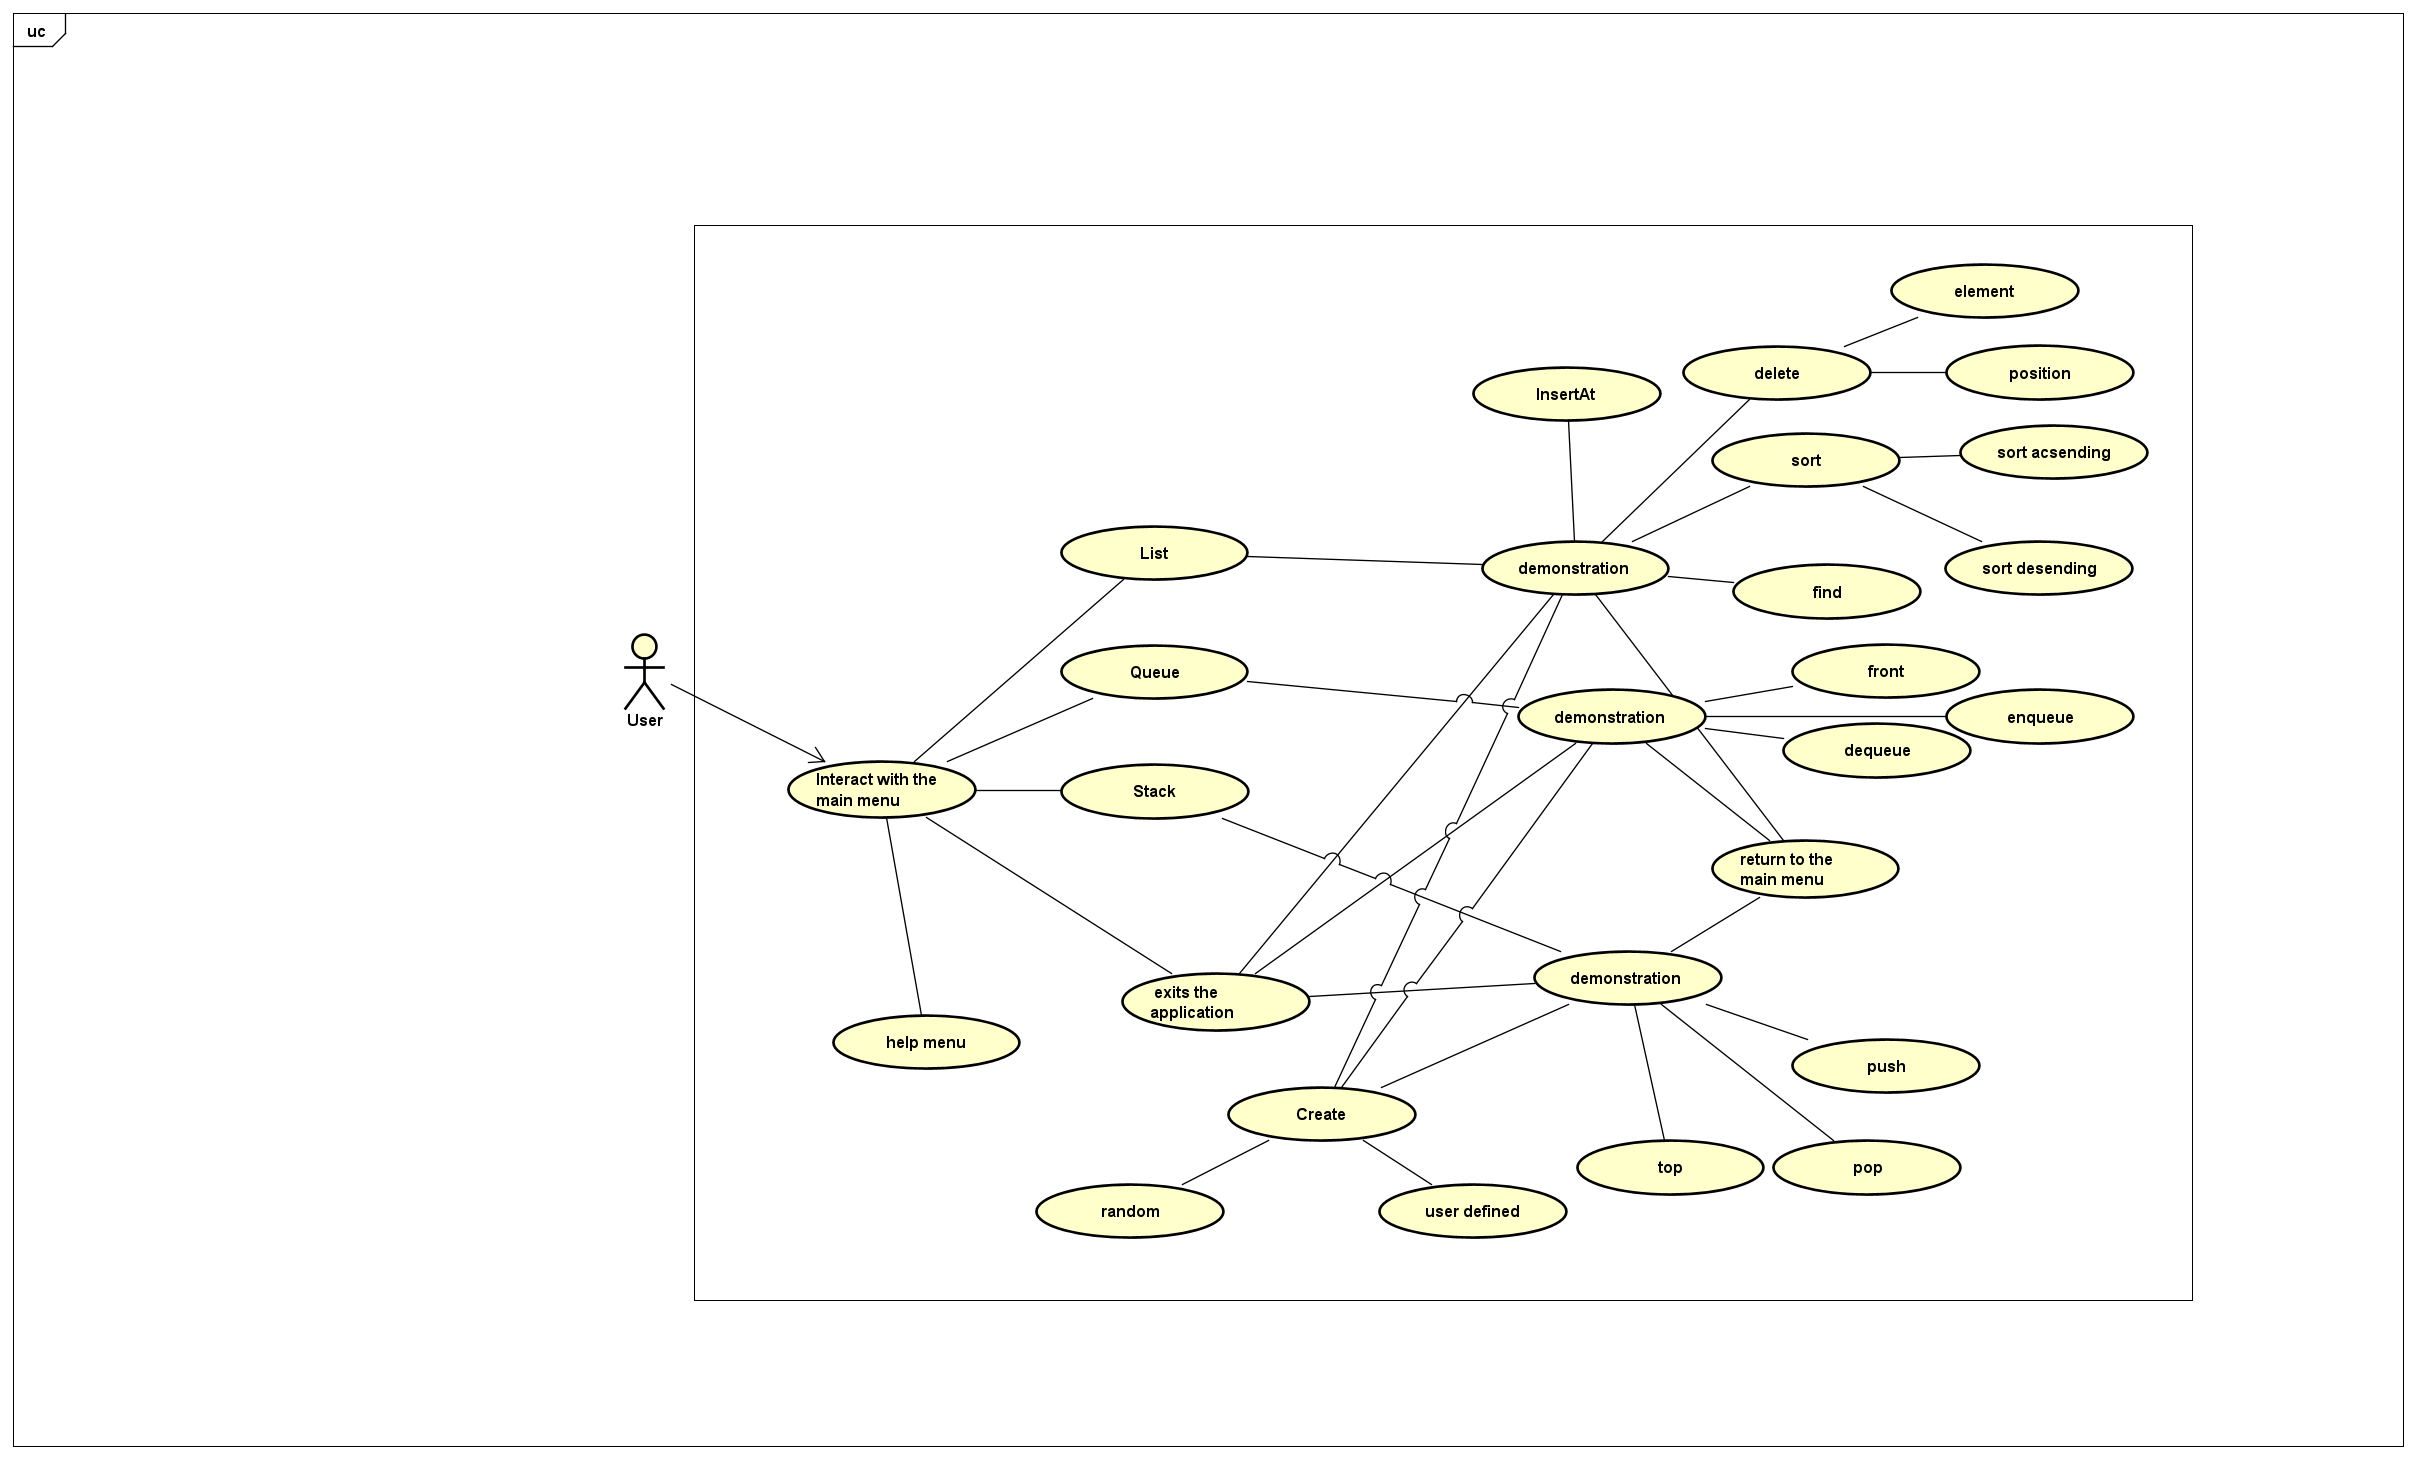 uc
element
delete
position
InsertAt
sort acsending
sort
List
demonstration
sort desending
find
Queue
front
User
demonstration
enqueue
dequeue
Interact with the
main menu
Stack
return to the
main menu
demonstration
exits the
application
help menu
push
Create
top
pop
random
user defined